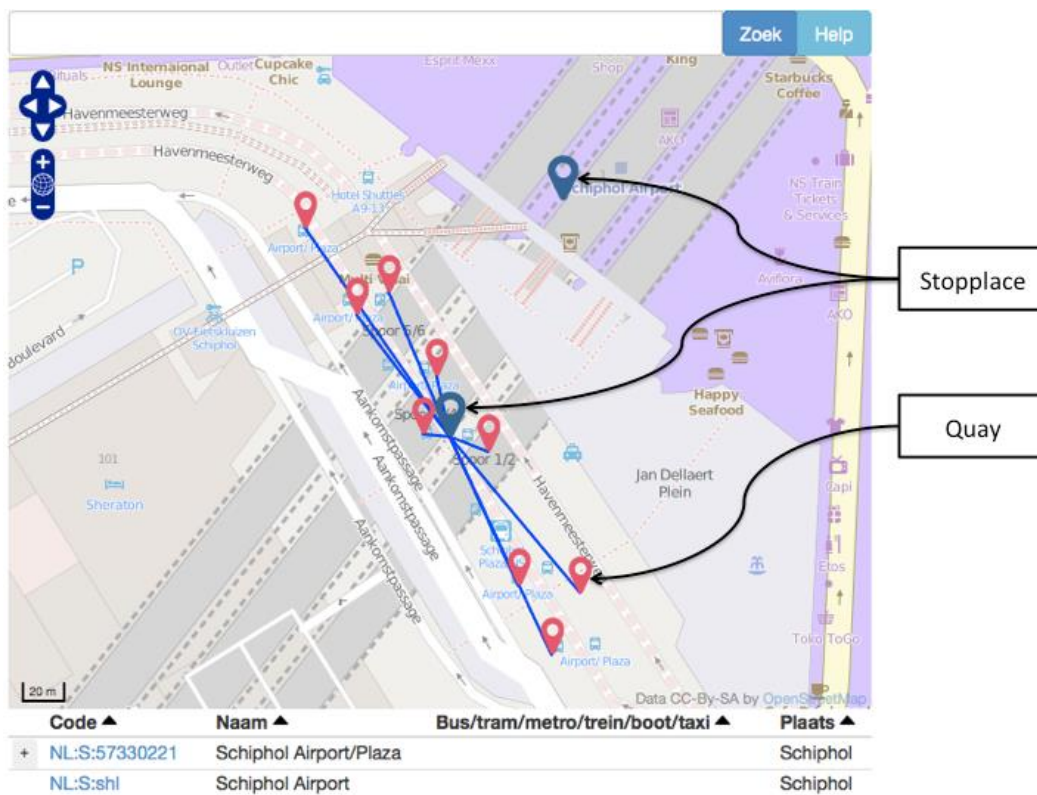 Zoek
Help
NS Internaional
Lounge
Outlet
Cupcake
Chic
Esprit Mexx
Shop
King
Starbucks
Coffee
AKO
Havenmeesterweg
Havenmeesterweg
Hotel Shuttles
A9-13
Schiphol Airport
NS Train
Tickets
& Services
Airport/ Plaza
P
Stopplace
Aviflora
AKO
Airport/
Spoor 5/6
OV-Fietskluizen
Schiphol
Boulevard
Airport/ Plaza
Happy
Seafood
Quay
Spoor 1/2
101
Sheraton
Aankomstpassage
Aankomstpassage
Aankomstpassage
Havenmeesterweg
Jan Dellaert
Plein
Capi
Etos
Airport/ Plaza
Toko ToGo
Airport/ Plaza
20 m
Data CC-By-SA by OpenStreetMap
Code Naam Bus/tram/metro/trein/boot/taxi Plaats
+ NL:S:57330221 Schiphol Airport/Plaza Schiphol
NL:S:shl Schiphol Airport Schiphol